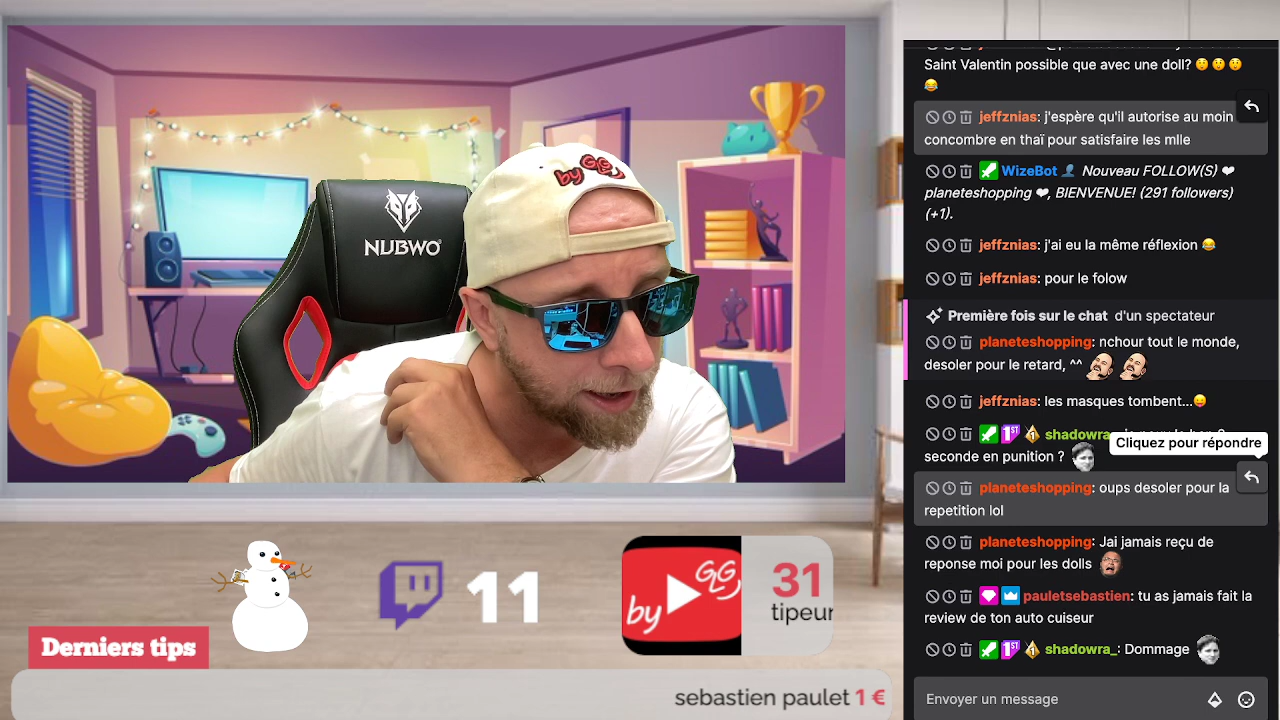 Saint Valentin possible que avec une doll?
jeffznias: j'espère qu'il autorise au moin
concombre en thaï pour satisfaire les mlle
WizeBot Nouveau FOLLOW(S) ❤
planeteshopping ❤, BIENVENUE! (291 followers)
(+1).
jeffznias: j'ai eu la même réflexion 😂
jeffznias: pour le folow
Première fois sur le chat d'un spectateur
planeteshopping: nchour tout le monde,
desoler pour le retard, ^^
jeffznias: les masques tombent...😛
1ST shadowra_
Cliquez pour répondre
seconde en punition ?
planeteshopping: oups desoler pour la
repetition lol
planeteshopping: Jai jamais reçu de
reponse moi pour les dolls
pauletsebastien: tu as jamais fait la
review de ton auto cuiseur
1ST shadowra_: Dommage
Envoyer un message
by GG
NUBWO
11
by GG
31
tipeur
Derniers tips
sebastien paulet 1 €